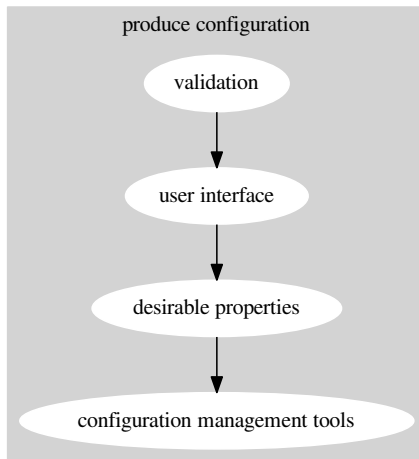 produce configuration
validation
user interface
desirable properties
configuration management tools